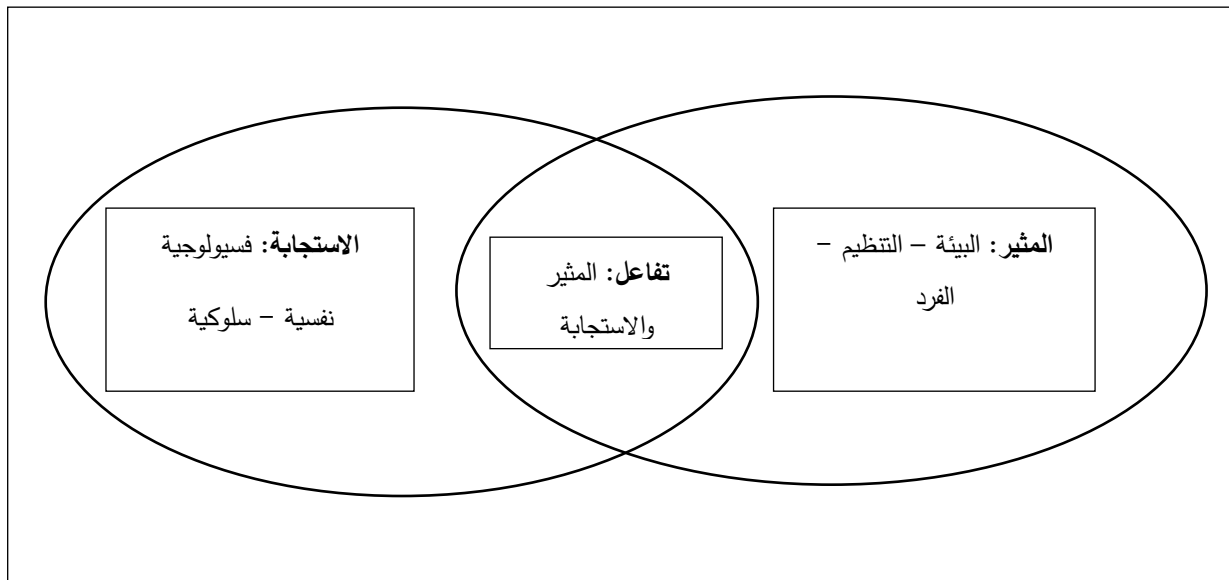 المثير: البيئة – التنظيم –
الفرد
تفاعل: المثير
والاستجابة
الاستجابة: فسيولوجية
نفسية – سلوكية